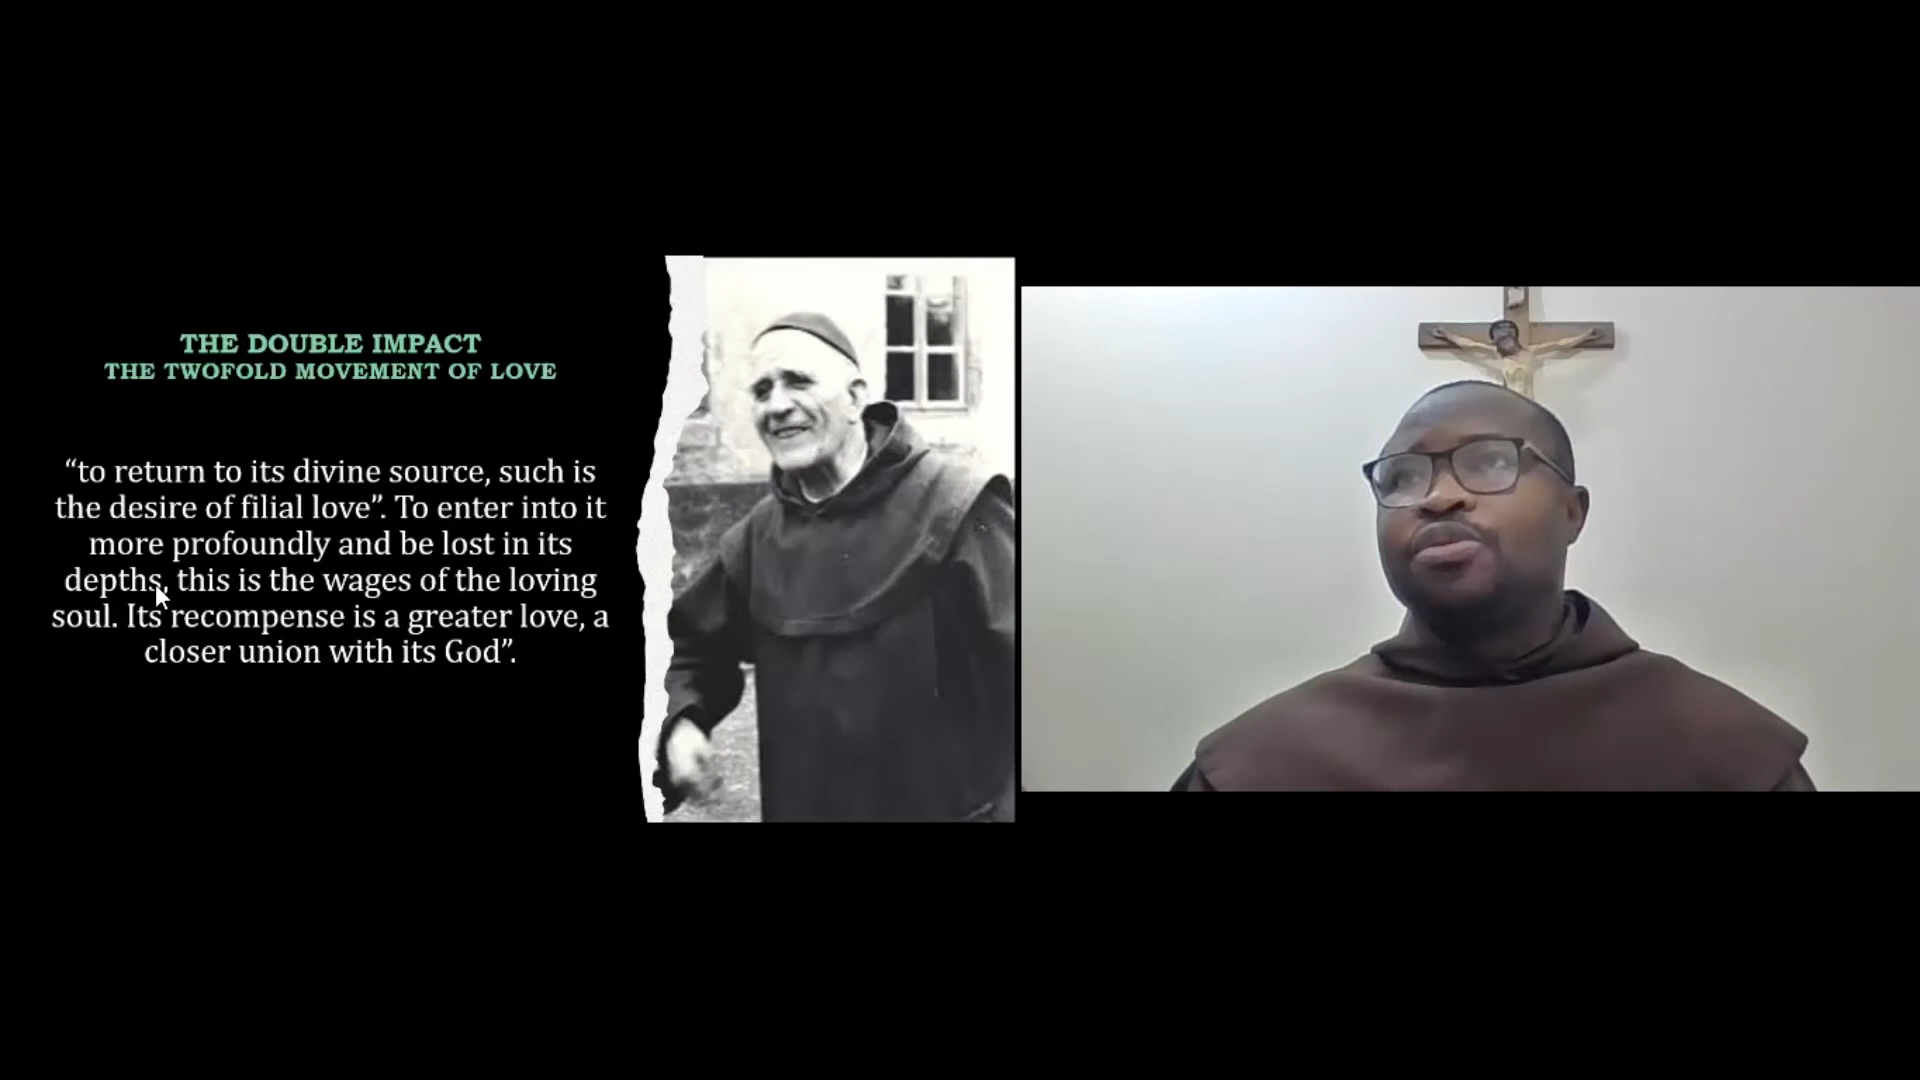 THE DOUBLE IMPACT
THE TWOFOLD MOVEMENT OF LOVE
“to return to its divine source, such is
the desire of filial love”. To enter into it
more profoundly and be lost in its
depths, this is the wages of the loving
soul. Its recompense is a greater love, a
closer union with its God”.